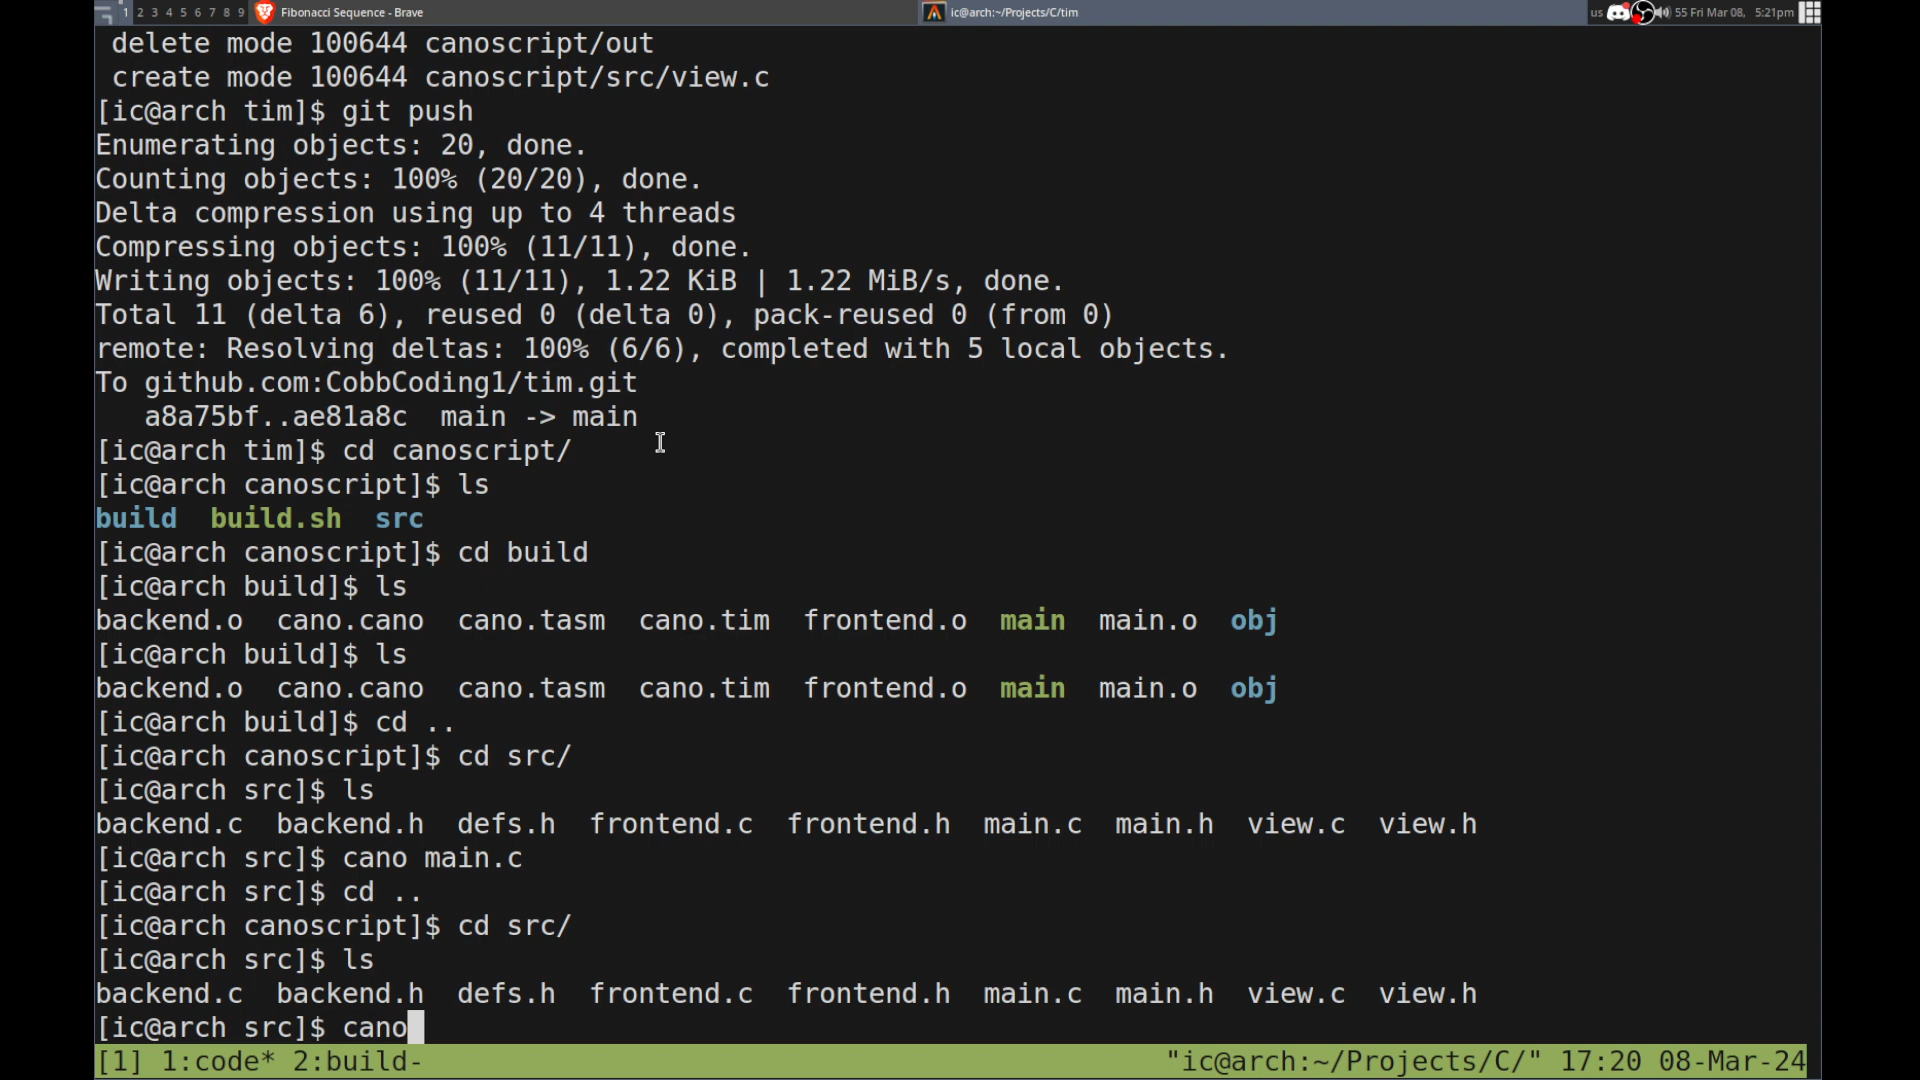 1 2 3 4 5 6 7 8 9 Fibonacci Sequence - Brave ic@arch:~/Projects/C/tim us 55 Fri Mar 08, 5:21pm
delete mode 100644 canoscript/out
create mode 100644 canoscript/src/view.c
[ic@arch tim]$ git push
Enumerating objects: 20, done.
Counting objects: 100% (20/20), done.
Delta compression using up to 4 threads
Compressing objects: 100% (11/11), done.
Writing objects: 100% (11/11), 1.22 KiB | 1.22 MiB/s, done.
Total 11 (delta 6), reused 0 (delta 0), pack-reused 0 (from 0)
remote: Resolving deltas: 100% (6/6), completed with 5 local objects.
To github.com:CobbCoding1/tim.git
a8a75bf..ae81a8c  main -> main
[ic@arch tim]$ cd canoscript/
[ic@arch canoscript]$ ls
build  build.sh  src
[ic@arch canoscript]$ cd build
[ic@arch build]$ ls
backend.o  cano.cano  cano.tasm  cano.tim  frontend.o  main  main.o  obj
[ic@arch build]$ ls
backend.o  cano.cano  cano.tasm  cano.tim  frontend.o  main  main.o  obj
[ic@arch build]$ cd ..
[ic@arch canoscript]$ cd src/
[ic@arch src]$ ls
backend.c  backend.h  defs.h  frontend.c  frontend.h  main.c  main.h  view.c  view.h
[ic@arch src]$ cano main.c
[ic@arch src]$ cd ..
[ic@arch canoscript]$ cd src/
[ic@arch src]$ ls
backend.c  backend.h  defs.h  frontend.c  frontend.h  main.c  main.h  view.c  view.h
[ic@arch src]$ cano
[1] 1:code* 2:build- "ic@arch:~/Projects/C/" 17:20 08-Mar-24